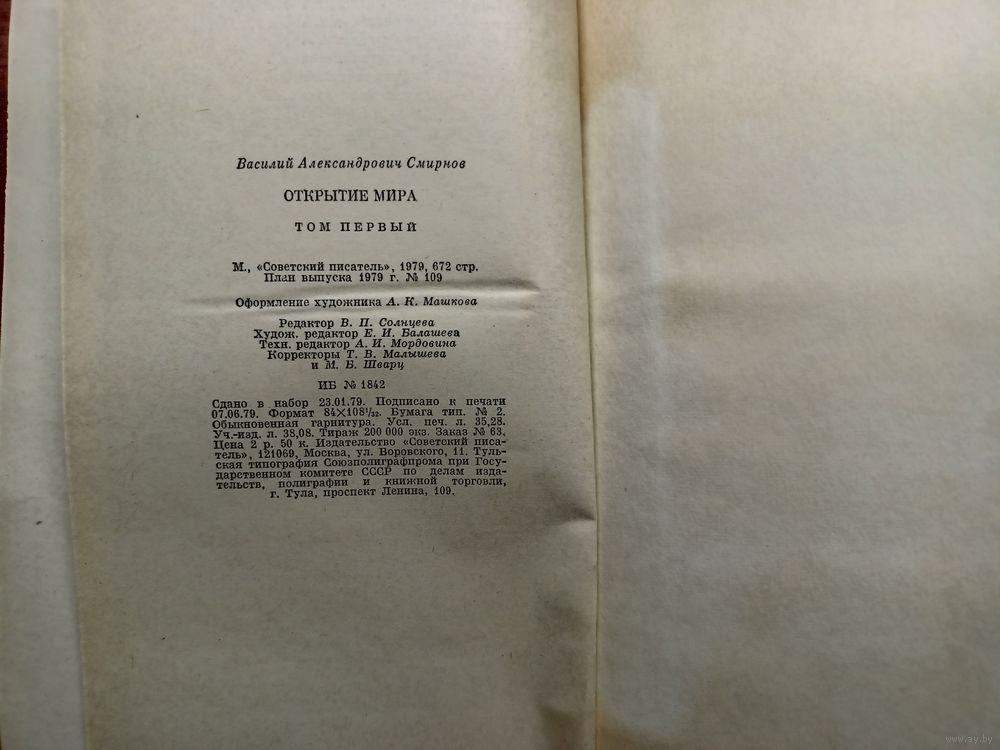 Василий Александрович Смирнов
ОТКРЫТИЕ МИРА
ТОМ ПЕРВЫЙ
М., «Советский писатель», 1979, 672 стр.
План выпуска 1979 г. № 109
Оформление художника А. К. Машкова
Редактор В. П. Солнцева
Худож. редактор Е. И. Балашева
Техн. редактор А. И. Мордовина
Корректоры Т. В. Малышева
и М. Б. Шварц
ИБ № 1842
Сдано в набор 23.01.79. Подписано к печати
07.06.79. Формат 84×108¹/₃₂. Бумага тип. № 2.
Обыкновенная гарнитура. Усл. печ. л. 35,28.
Уч.-изд. л. 38,08. Тираж 200 000 экз. Заказ № 63.
Цена 2 р. 50 к. Издательство «Советский писа-
тель», 121069, Москва, ул. Воровского, 11. Туль-
ская типография Союзполиграфпрома при Госу-
дарственном комитете СССР по делам изда-
тельств, полиграфии и книжной торговли,
г. Тула, проспект Ленина, 109.
www.ay.by